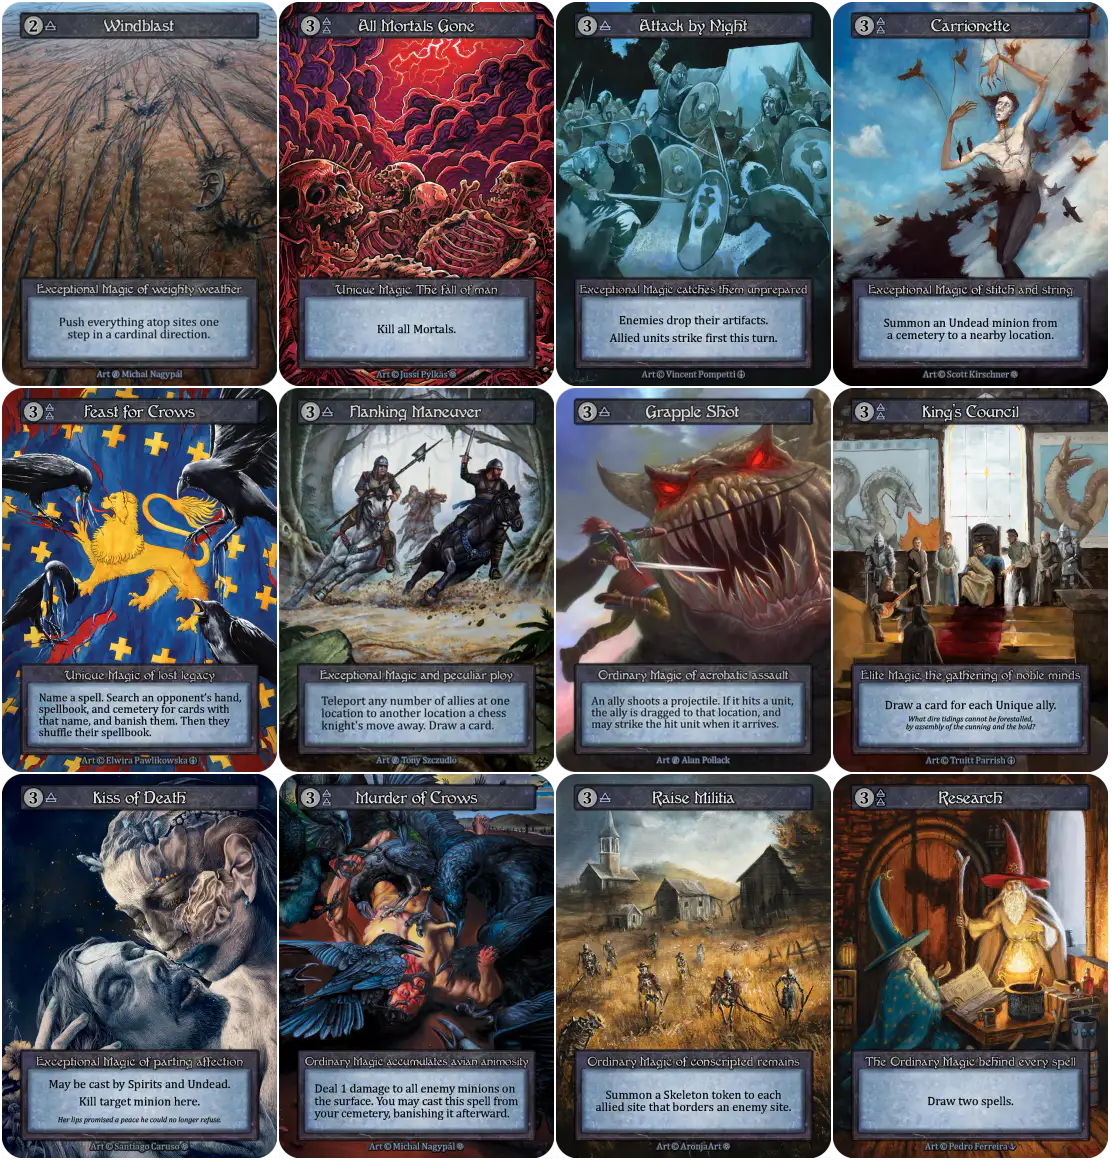 2 Windblast
Exceptional Magic of weighty weather
Push everything atop sites one
step in a cardinal direction.
Art Ⓟ Michal Nagypál
3 All Mortals Gone
Unique Magic. The fall of man
Kill all Mortals.
Art © Jussi Pylkäs
3 Attack by Night
Exceptional Magic catches them unprepared
Enemies drop their artifacts.
Allied units strike first this turn.
Art © Vincent Pompetti
3 Carrionette
Exceptional Magic of stitch and string
Summon an Undead minion from
a cemetery to a nearby location.
Art © Scott Kirschner
3 Feast for Crows
Unique Magic of lost legacy
Name a spell. Search an opponent's hand,
spellbook, and cemetery for cards with
that name, and banish them. Then they
shuffle their spellbook.
Art © Elwira Pawlikowska
3 Flanking Maneuver
Exceptional Magic and peculiar ploy
Teleport any number of allies at one
location to another location a chess
knight's move away. Draw a card.
Art Ⓟ Tony Szczudlo
3 Grapple Shot
Ordinary Magic of acrobatic assault
An ally shoots a projectile. If it hits a unit,
the ally is dragged to that location, and
may strike the hit unit when it arrives.
Art Ⓟ Alan Pollack
3 King's Council
Elite Magic, the gathering of noble minds
Draw a card for each Unique ally.
What dire tidings cannot be forestalled,
by assembly of the cunning and the bold?
Art © Truitt Parrish
3 Kiss of Death
Exceptional Magic of parting affection
May be cast by Spirits and Undead.
Kill target minion here.
Her lips promised a peace he could no longer refuse.
Art © Santiago Caruso
3 Murder of Crows
Ordinary Magic accumulates avian animosity
Deal 1 damage to all enemy minions on
the surface. You may cast this spell from
your cemetery, banishing it afterward.
Art © Michal Nagypál
3 Raise Militia
Ordinary Magic of conscripted remains
Summon a Skeleton token to each
allied site that borders an enemy site.
Art © AronjaArt
3 Research
The Ordinary Magic behind every spell
Draw two spells.
Art © Pedro Ferreira